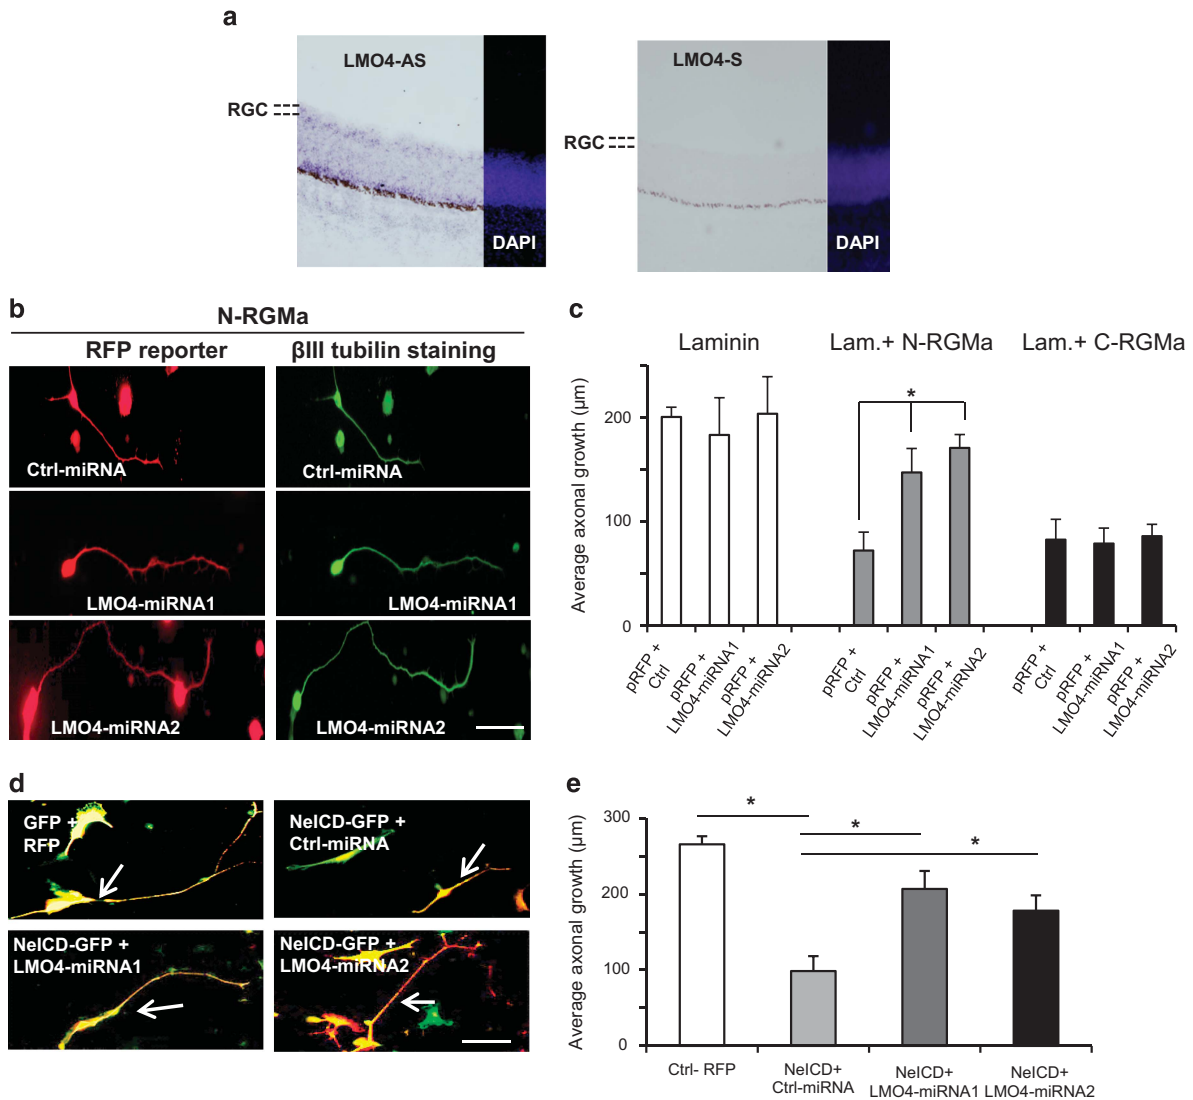 a
LMO4-AS
RGC
DAPI
LMO4-S
RGC
DAPI
b
N-RGMa
RFP reporter
βIII tubilin staining
Ctrl-miRNA
Ctrl-miRNA
LMO4-miRNA1
LMO4-miRNA1
LMO4-miRNA2
LMO4-miRNA2
c
Laminin
Lam.+ N-RGMa
Lam.+ C-RGMa
Average axonal growth (µm)
200
100
0
*
pRFP +
Ctrl
pRFP +
LMO4-miRNA1
pRFP +
LMO4-miRNA2
pRFP +
Ctrl
pRFP +
LMO4-miRNA1
pRFP +
LMO4-miRNA2
pRFP +
Ctrl
pRFP +
LMO4-miRNA1
pRFP +
LMO4-miRNA2
d
GFP +
RFP
NeICD-GFP +
Ctrl-miRNA
NeICD-GFP +
LMO4-miRNA1
NeICD-GFP +
LMO4-miRNA2
e
Average axonal growth (µm)
300
200
100
0
*
*
*
Ctrl- RFP
NeICD+
Ctrl-miRNA
NeICD+
LMO4-miRNA1
NeICD+
LMO4-miRNA2